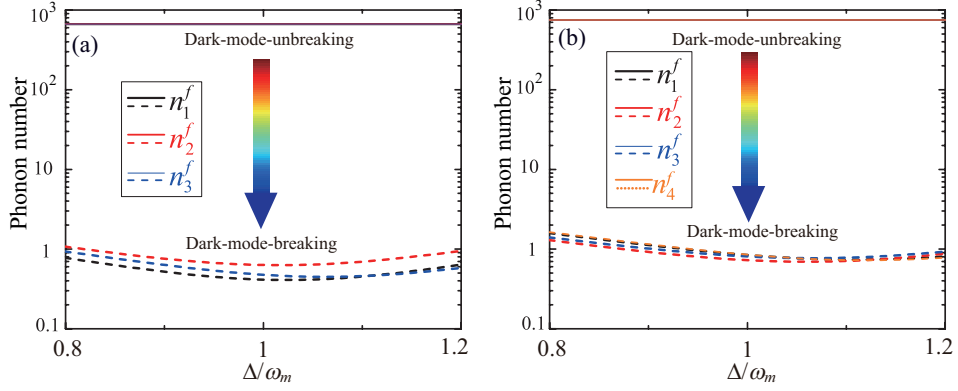 (a)
Phonon number
10³
10²
10
1
0.1
Dark-mode-unbreaking
n₁ᶠ
n₂ᶠ
n₃ᶠ
Dark-mode-breaking
0.8
1
1.2
Δ/ωₘ
(b)
Phonon number
10³
10²
10
1
0.1
Dark-mode-unbreaking
n₁ᶠ
n₂ᶠ
n₃ᶠ
n₄ᶠ
Dark-mode-breaking
0.8
1
1.2
Δ/ωₘ